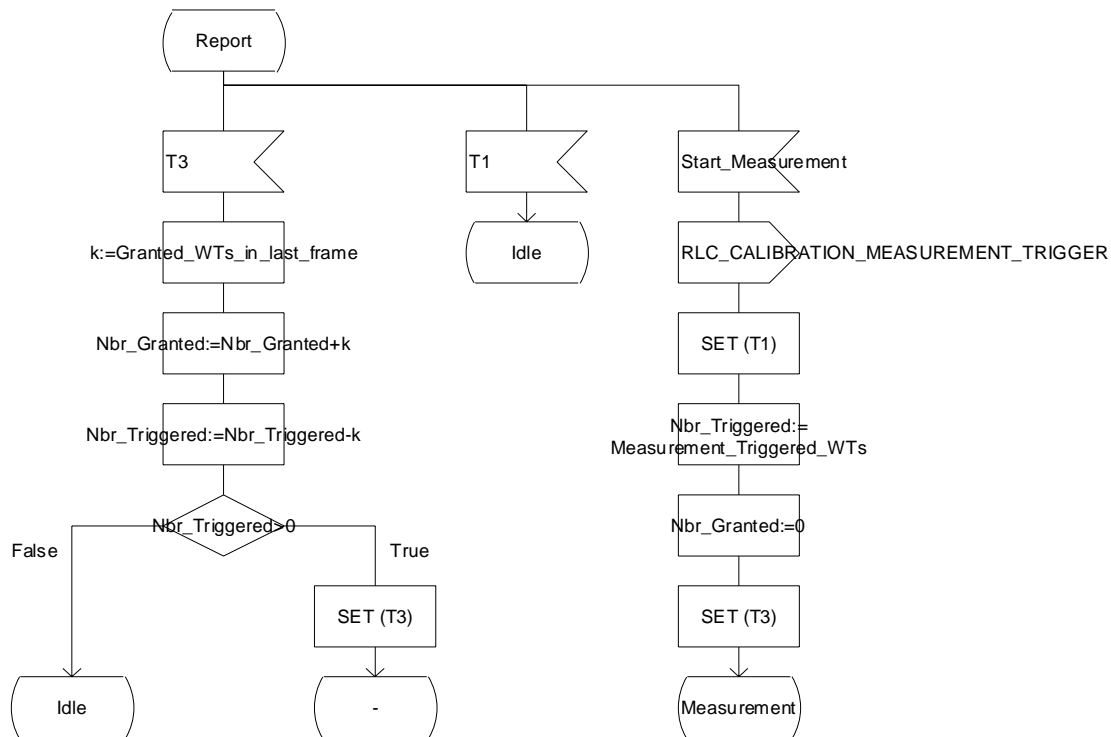 Report
T3
T1
Start_Measurement
k:=Granted_WTs_in_last_frame
Idle
RLC_CALIBRATION_MEASUREMENT_TRIGGER
Nbr_Granted:=Nbr_Granted+k
SET (T1)
Nbr_Triggered:=Nbr_Triggered-k
Nbr_Triggered:=
Measurement_Triggered_WTs
Nbr_Triggered>0
Nbr_Granted:=0
False
True
SET (T3)
SET (T3)
Idle
-
Measurement